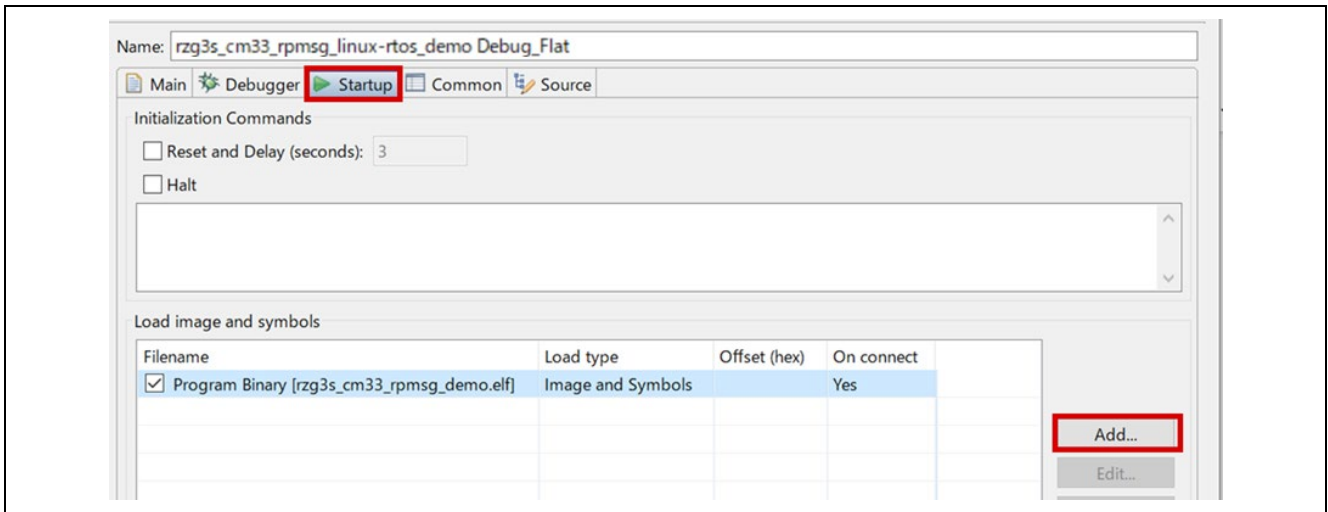 Name: rzg3s_cm33_rpmsg_linux-rtos_demo Debug_Flat
Main Debugger Startup Common Source
Initialization Commands
Reset and Delay (seconds): 3
Halt
Load image and symbols
Filename Load type Offset (hex) On connect
Program Binary [rzg3s_cm33_rpmsg_demo.elf] Image and Symbols Yes
Add...
Edit...